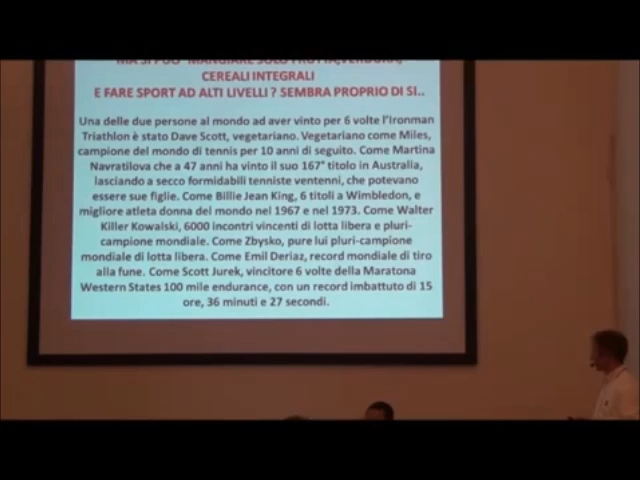 MA SI PUO' MANGIARE SOLO FRUTTA,VERDURA,
CEREALI INTEGRALI
E FARE SPORT AD ALTI LIVELLI ? SEMBRA PROPRIO DI SI..
Una delle due persone al mondo ad aver vinto per 6 volte l'Ironman
Triathlon è stato Dave Scott, vegetariano. Vegetariano come Miles,
campione del mondo di tennis per 10 anni di seguito. Come Martina
Navratilova che a 47 anni ha vinto il suo 167° titolo in Australia,
lasciando a secco formidabili tenniste ventenni, che potevano
essere sue figlie. Come Billie Jean King, 6 titoli a Wimbledon, e
migliore atleta donna del mondo nel 1967 e nel 1973. Come Walter
Killer Kowalski, 6000 incontri vincenti di lotta libera e pluri-
campione mondiale. Come Zbysko, pure lui pluri-campione
mondiale di lotta libera. Come Emil Deriaz, record mondiale di tiro
alla fune. Come Scott Jurek, vincitore 6 volte della Maratona
Western States 100 mile endurance, con un record imbattuto di 15
ore, 36 minuti e 27 secondi.